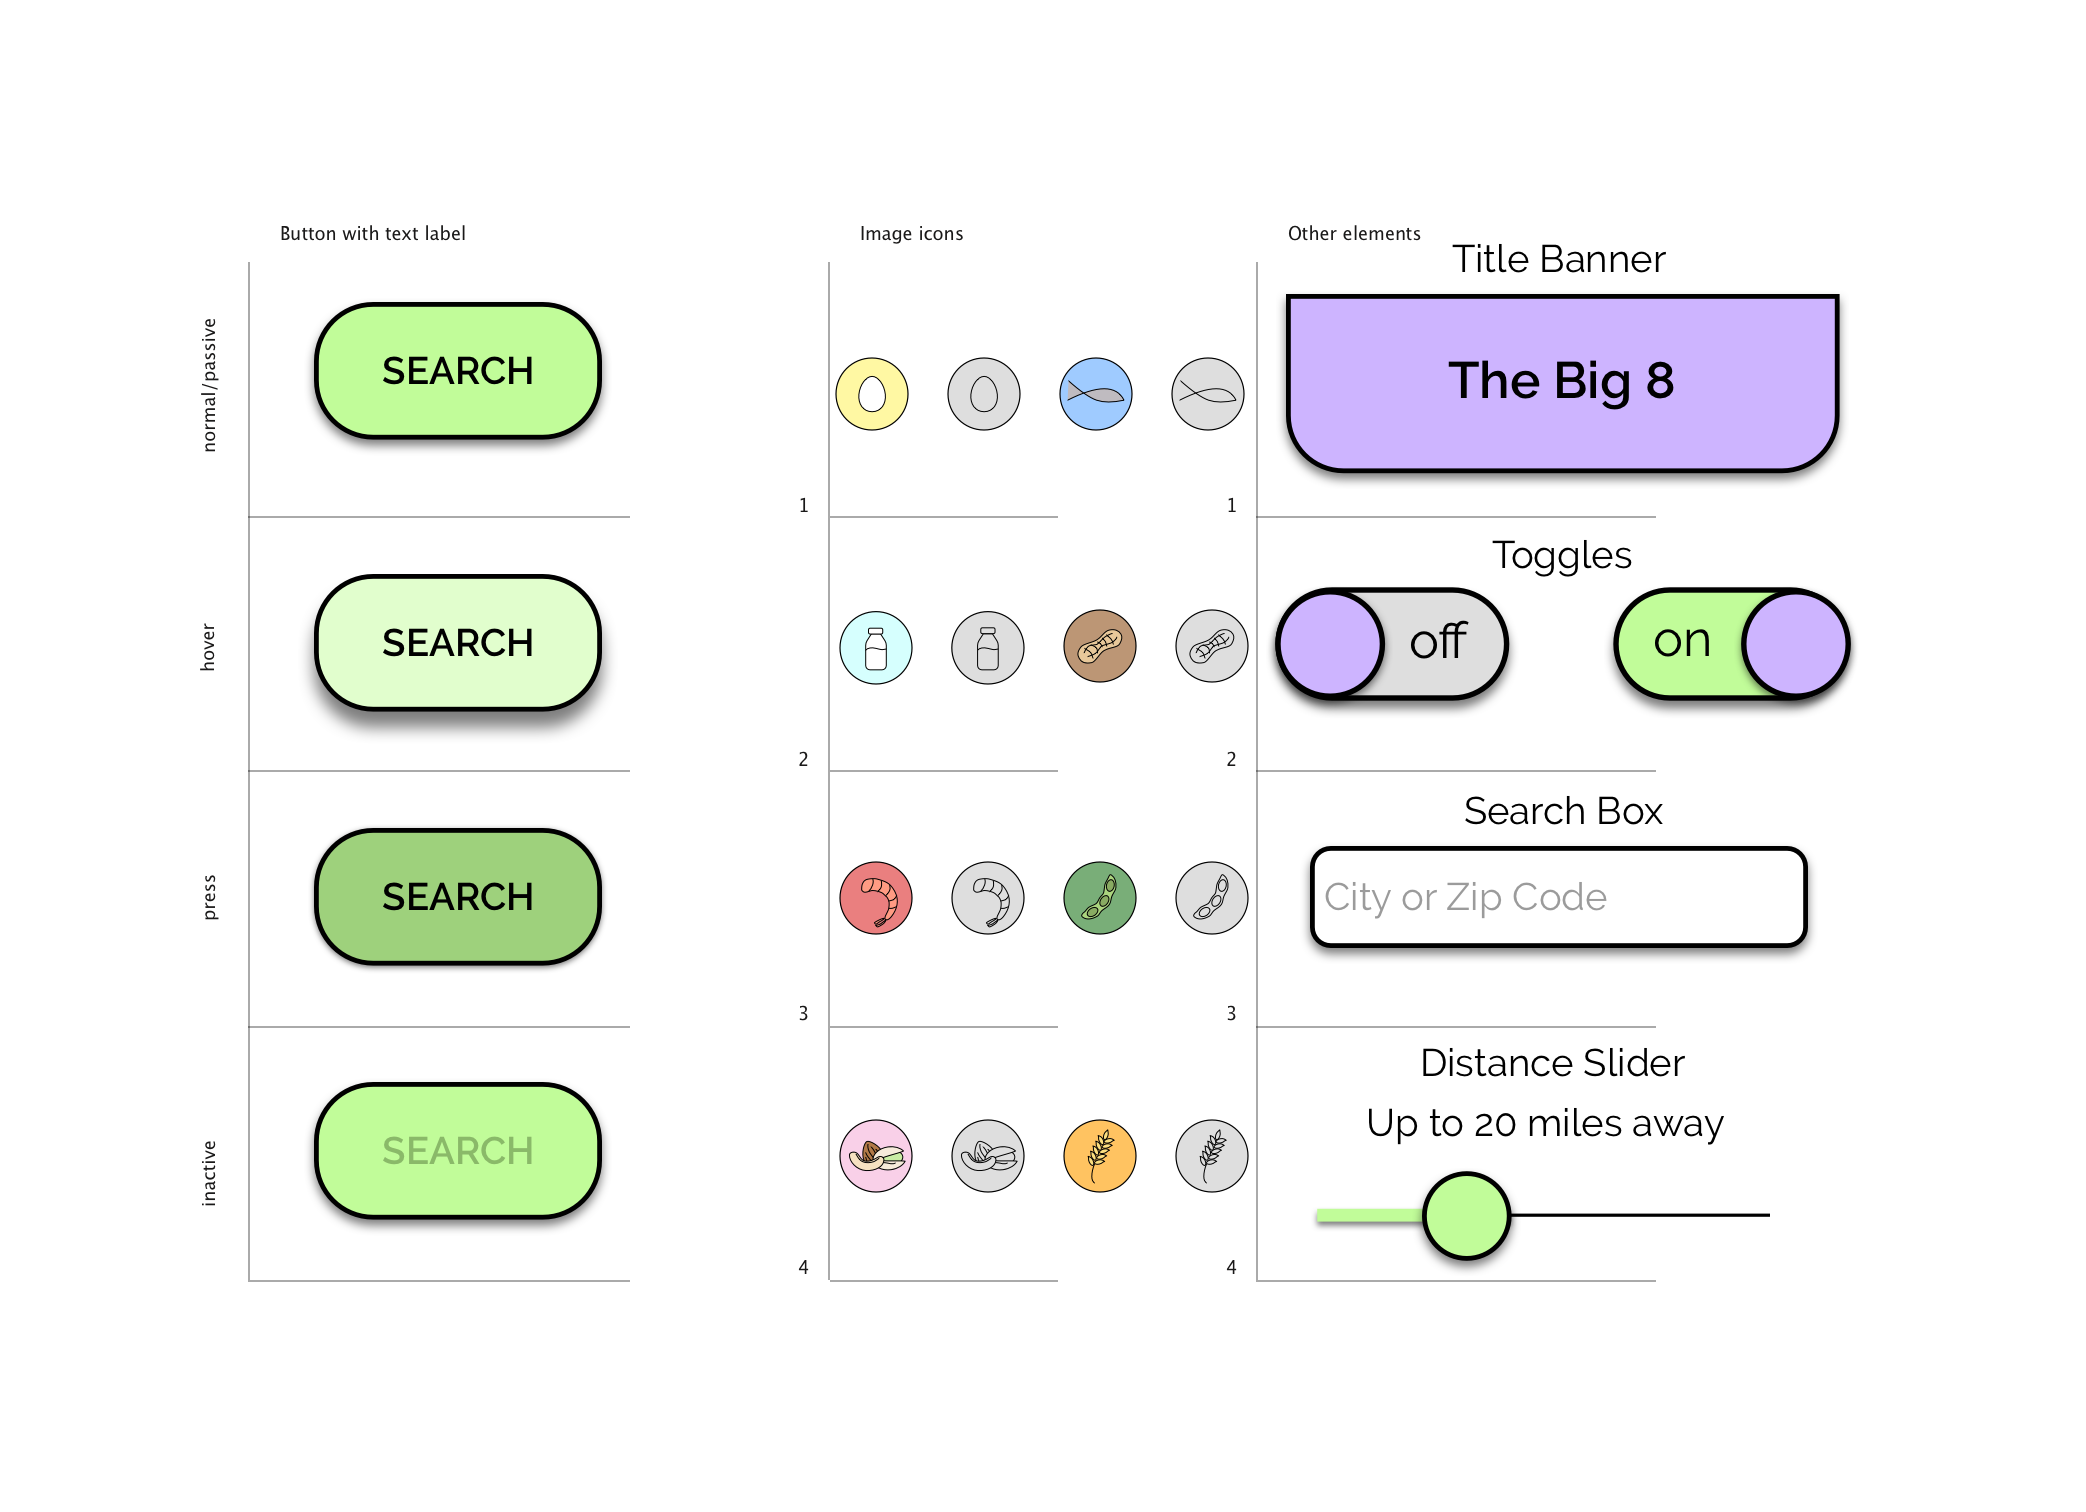 Button with text label
normal/passive
SEARCH
hover
SEARCH
press
SEARCH
inactive
SEARCH
Image icons
1
2
3
4
Other elements
Title Banner
The Big 8
1
Toggles
off
on
2
Search Box
City or Zip Code
3
Distance Slider
Up to 20 miles away
4